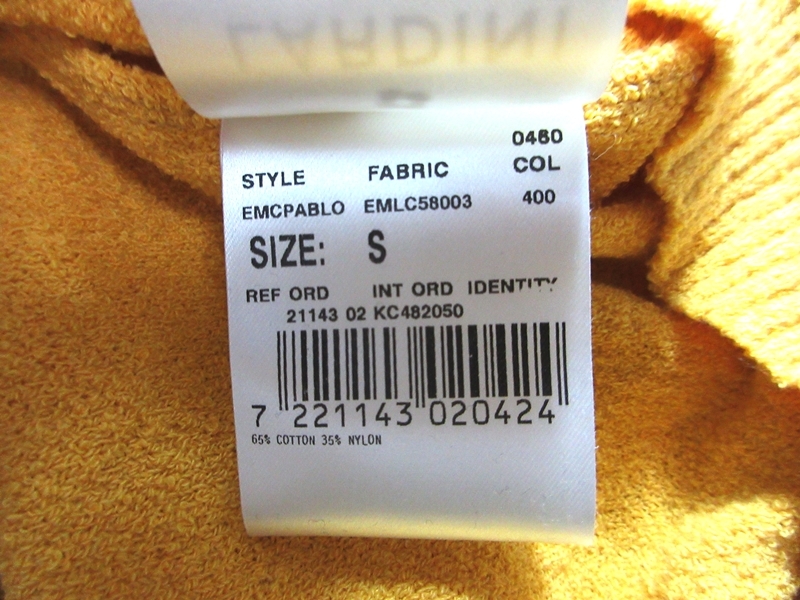 LARDINI
0460
STYLE FABRIC COL
EMCPABLO EMLC58003 400
SIZE: S
REF ORD INT ORD IDENTITY
21143 02 KC482050
7 221143 020424
65% COTTON 35% NYLON